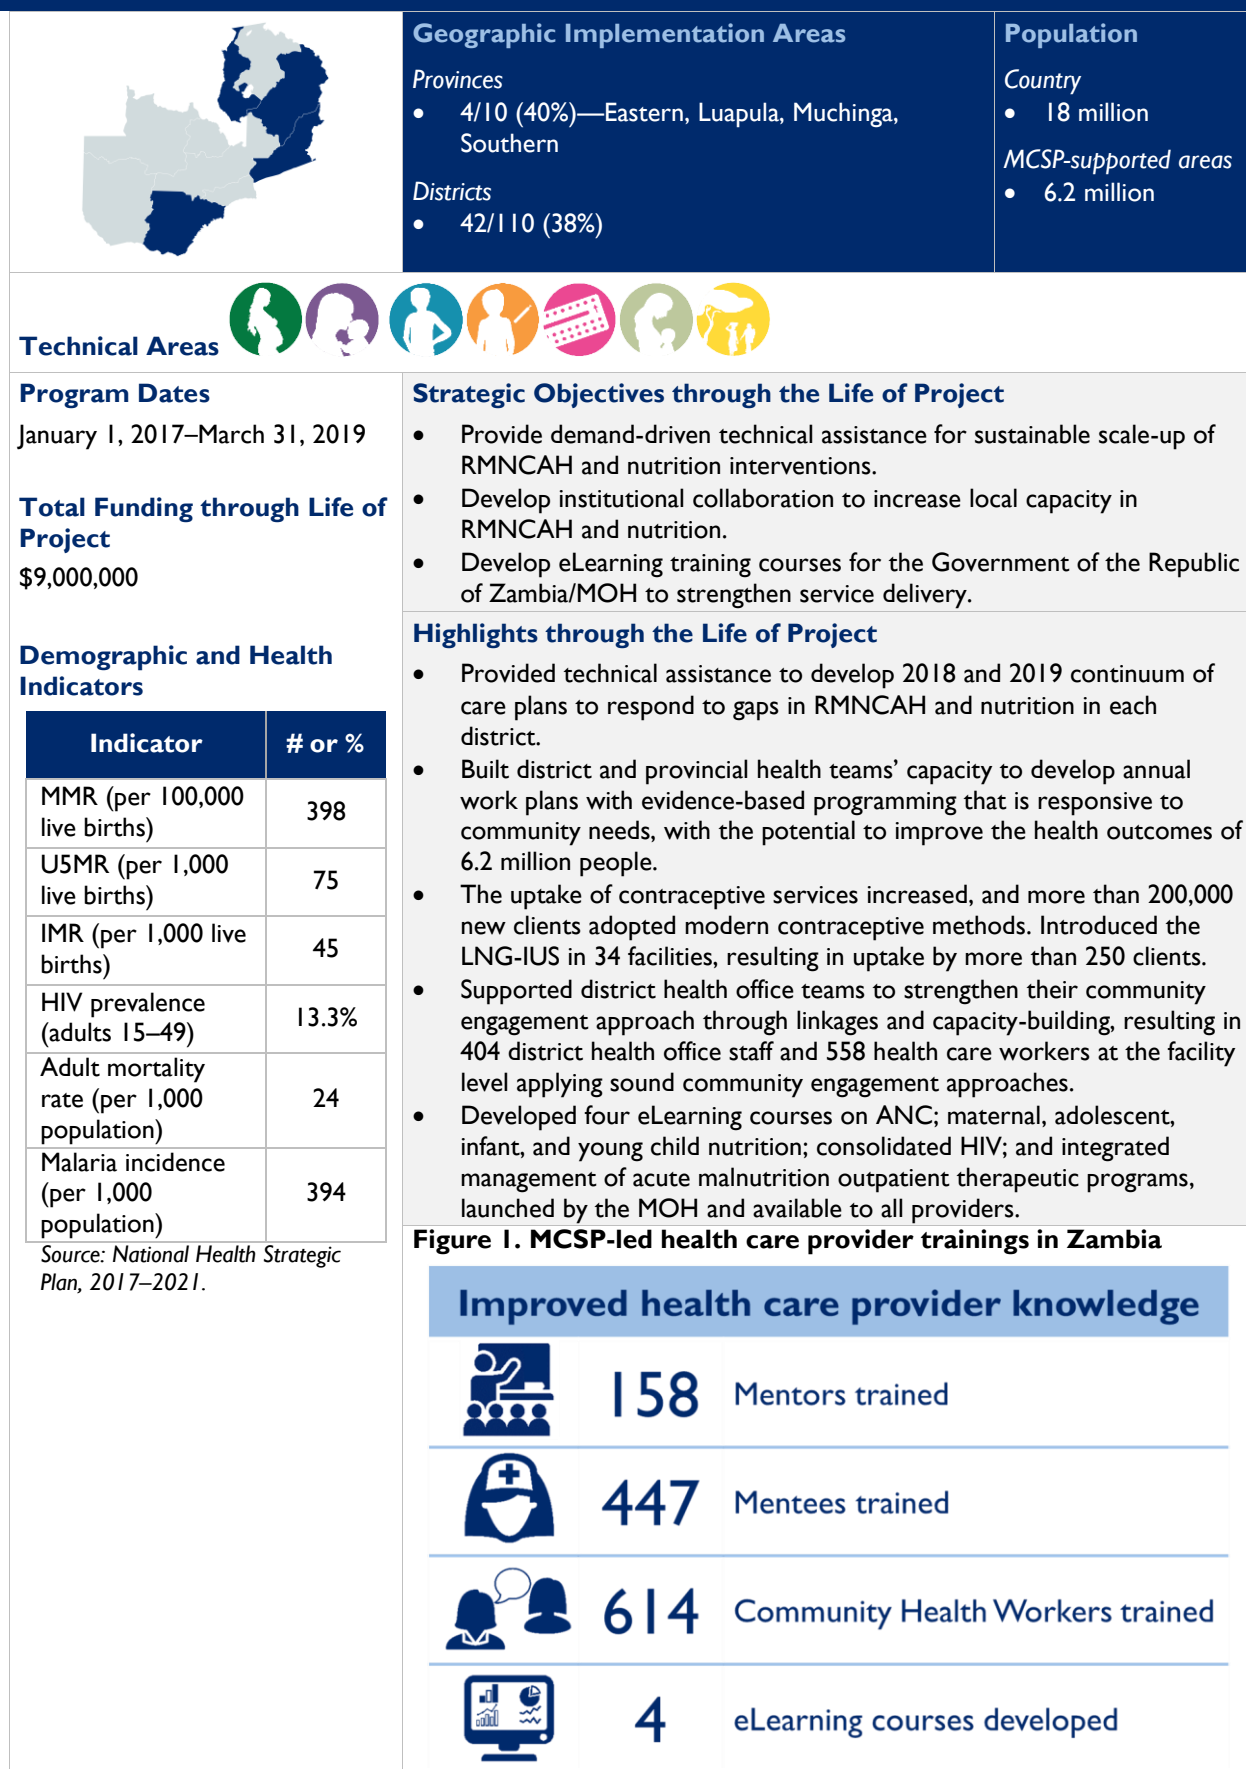 Geographic Implementation Areas
Provinces
• 4/10 (40%)—Eastern, Luapula, Muchinga,
Southern
Districts
• 42/110 (38%)
Population
Country
• 18 million
MCSP-supported areas
• 6.2 million
Technical Areas
Program Dates
January 1, 2017–March 31, 2019
Total Funding through Life of
Project
$9,000,000
Demographic and Health
Indicators
Indicator # or %
MMR (per 100,000
live births) 398
U5MR (per 1,000
live births) 75
IMR (per 1,000 live
births) 45
HIV prevalence
(adults 15–49) 13.3%
Adult mortality
rate (per 1,000
population) 24
Malaria incidence
(per 1,000
population) 394
Source: National Health Strategic
Plan, 2017–2021.
Strategic Objectives through the Life of Project
• Provide demand-driven technical assistance for sustainable scale-up of
RMNCAH and nutrition interventions.
• Develop institutional collaboration to increase local capacity in
RMNCAH and nutrition.
• Develop eLearning training courses for the Government of the Republic
of Zambia/MOH to strengthen service delivery.
Highlights through the Life of Project
• Provided technical assistance to develop 2018 and 2019 continuum of
care plans to respond to gaps in RMNCAH and nutrition in each
district.
• Built district and provincial health teams’ capacity to develop annual
work plans with evidence-based programming that is responsive to
community needs, with the potential to improve the health outcomes of
6.2 million people.
• The uptake of contraceptive services increased, and more than 200,000
new clients adopted modern contraceptive methods. Introduced the
LNG-IUS in 34 facilities, resulting in uptake by more than 250 clients.
• Supported district health office teams to strengthen their community
engagement approach through linkages and capacity-building, resulting in
404 district health office staff and 558 health care workers at the facility
level applying sound community engagement approaches.
• Developed four eLearning courses on ANC; maternal, adolescent,
infant, and young child nutrition; consolidated HIV; and integrated
management of acute malnutrition outpatient therapeutic programs,
launched by the MOH and available to all providers.
Figure 1. MCSP-led health care provider trainings in Zambia
Improved health care provider knowledge
158 Mentors trained
447 Mentees trained
614 Community Health Workers trained
4 eLearning courses developed